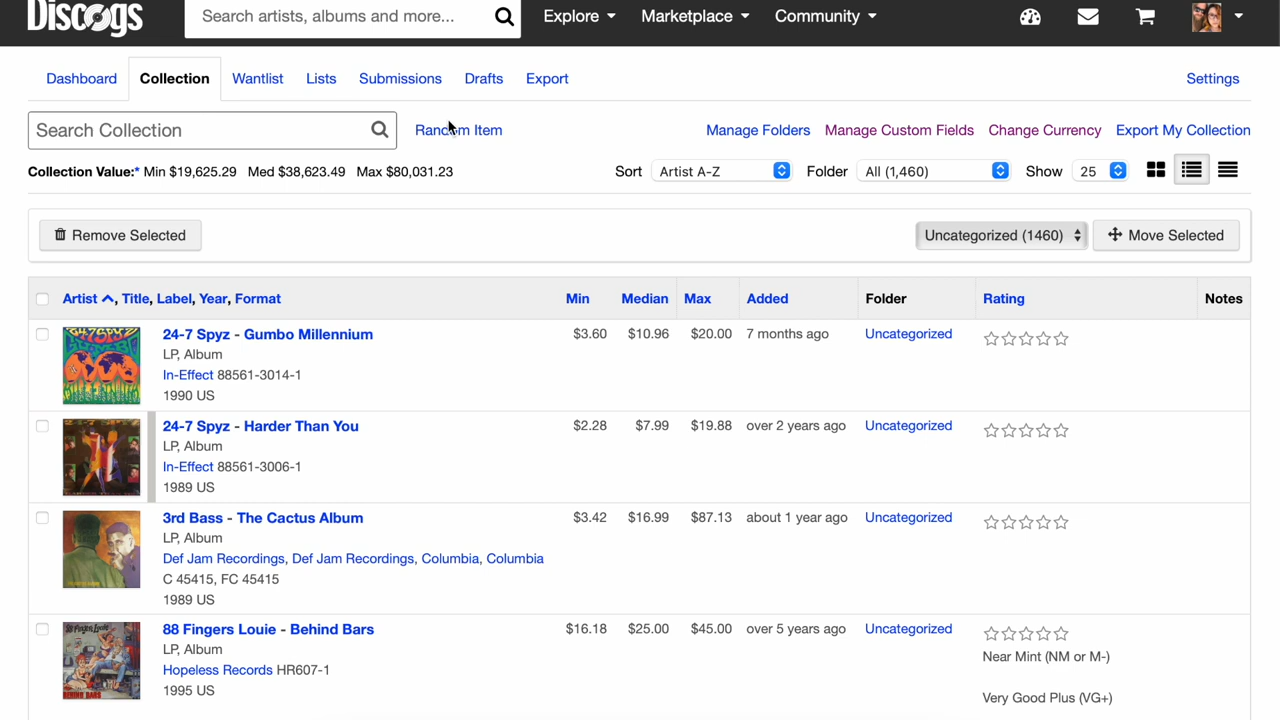 Discogs
Search artists, albums and more...
Explore Marketplace Community
Dashboard Collection Wantlist Lists Submissions Drafts Export Settings
Search Collection Random Item Manage Folders Manage Custom Fields Change Currency Export My Collection
Collection Value:* Min $19,625.29 Med $38,623.49 Max $80,031.23 Sort Artist A-Z Folder All (1,460) Show 25
Remove Selected Uncategorized (1460) Move Selected
Artist, Title, Label, Year, Format Min Median Max Added Folder Rating Notes
24-7 Spyz - Gumbo Millennium $3.60 $10.96 $20.00 7 months ago Uncategorized
LP, Album
In-Effect 88561-3014-1
1990 US
24-7 Spyz - Harder Than You $2.28 $7.99 $19.88 over 2 years ago Uncategorized
LP, Album
In-Effect 88561-3006-1
1989 US
3rd Bass - The Cactus Album $3.42 $16.99 $87.13 about 1 year ago Uncategorized
LP, Album
Def Jam Recordings, Def Jam Recordings, Columbia, Columbia
C 45415, FC 45415
1989 US
88 Fingers Louie - Behind Bars $16.18 $25.00 $45.00 over 5 years ago Uncategorized
LP, Album
Near Mint (NM or M-)
Hopeless Records HR607-1
1995 US
Very Good Plus (VG+)